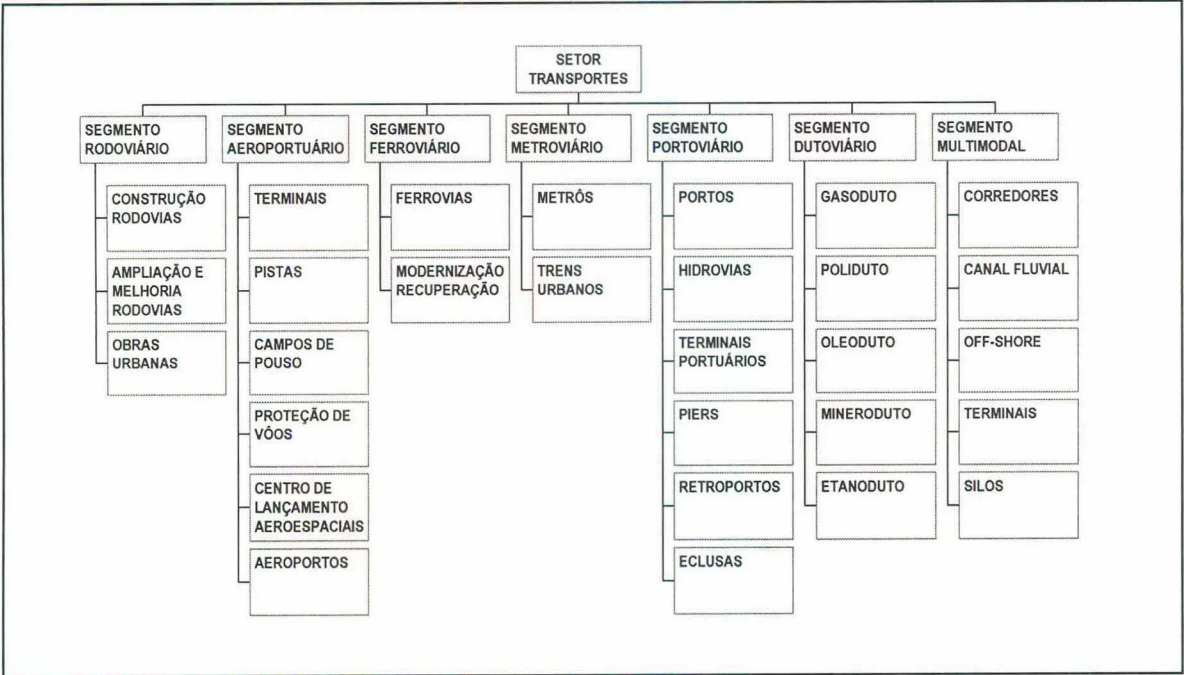 SETOR
TRANSPORTES
SEGMENTO
RODOVIÁRIO
CONSTRUÇÃO
RODOVIAS
AMPLIAÇÃO E
MELHORIA
RODOVIAS
OBRAS
URBANAS
SEGMENTO
AEROPORTUÁRIO
TERMINAIS
PISTAS
CAMPOS DE
POUSO
PROTEÇÃO DE
VÔOS
CENTRO DE
LANÇAMENTO
AEROESPACIAIS
AEROPORTOS
SEGMENTO
FERROVIÁRIO
FERROVIAS
MODERNIZAÇÃO
RECUPERAÇÃO
SEGMENTO
METROVIÁRIO
METRÔS
TRENS
URBANOS
SEGMENTO
PORTOVIÁRIO
PORTOS
HIDROVIAS
TERMINAIS
PORTUÁRIOS
PIERS
RETROPORTOS
ECLUSAS
SEGMENTO
DUTOVIÁRIO
GASODUTO
POLIDUTO
OLEODUTO
MINERODUTO
ETANODUTO
SEGMENTO
MULTIMODAL
CORREDORES
CANAL FLUVIAL
OFF-SHORE
TERMINAIS
SILOS